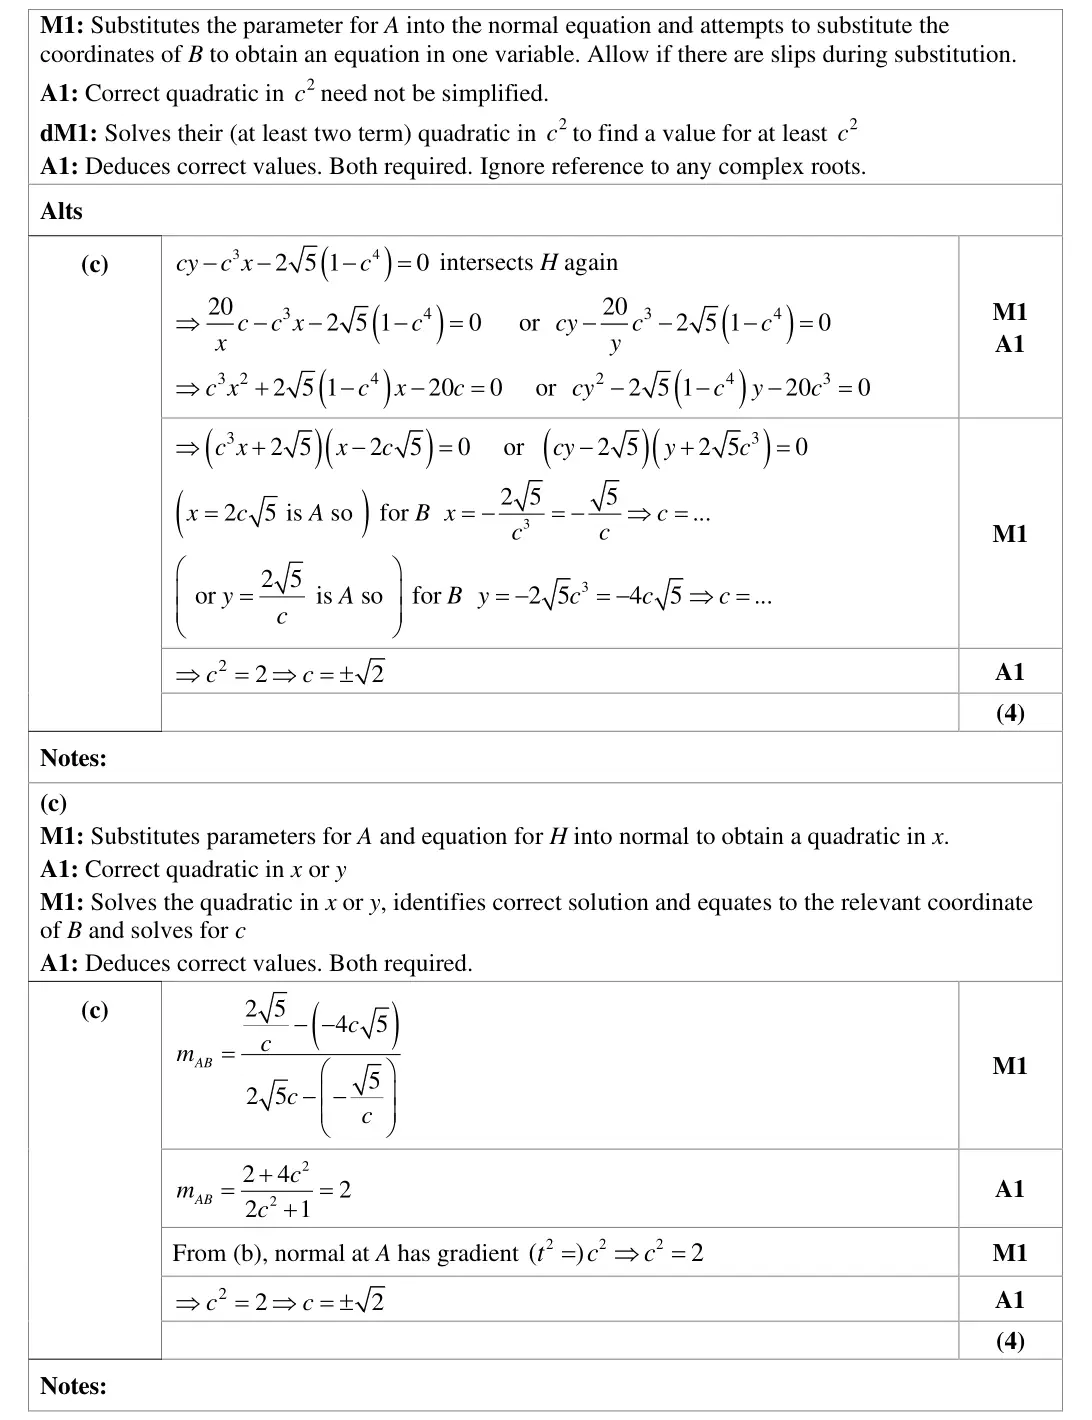 M1: Substitutes the parameter for A into the normal equation and attempts to substitute the
coordinates of B to obtain an equation in one variable. Allow if there are slips during substitution.
A1: Correct quadratic in c² need not be simplified.
dM1: Solves their (at least two term) quadratic in c² to find a value for at least c²
A1: Deduces correct values. Both required. Ignore reference to any complex roots.
Alts
(c) cy − c³x − 2√5(1 − c⁴) = 0 intersects H again
⇒ 20/x c − c³x − 2√5(1 − c⁴) = 0 or cy − 20/y c³ − 2√5(1 − c⁴) = 0
⇒ c³x² + 2√5(1 − c⁴)x − 20c = 0 or cy² − 2√5(1 − c⁴)y − 20c³ = 0
M1
A1
⇒ (c³x + 2√5)(x − 2c√5) = 0 or (cy − 2√5)(y + 2√5c³) = 0
(x = 2c√5 is A so) for B x = −2√5/c³ = −√5/c ⇒ c = ...
(or y = 2√5/c is A so) for B y = −2√5c³ = −4c√5 ⇒ c = ...
M1
⇒ c² = 2 ⇒ c = ±√2 A1
(4)
Notes:
(c)
M1: Substitutes parameters for A and equation for H into normal to obtain a quadratic in x.
A1: Correct quadratic in x or y
M1: Solves the quadratic in x or y, identifies correct solution and equates to the relevant coordinate
of B and solves for c
A1: Deduces correct values. Both required.
(c) m_AB = (2√5/c − (−4c√5))/(2√5c − (−√5/c)) M1
m_AB = (2 + 4c²)/(2c² + 1) = 2 A1
From (b), normal at A has gradient (t² =) c² ⇒ c² = 2 M1
⇒ c² = 2 ⇒ c = ±√2 A1
(4)
Notes: